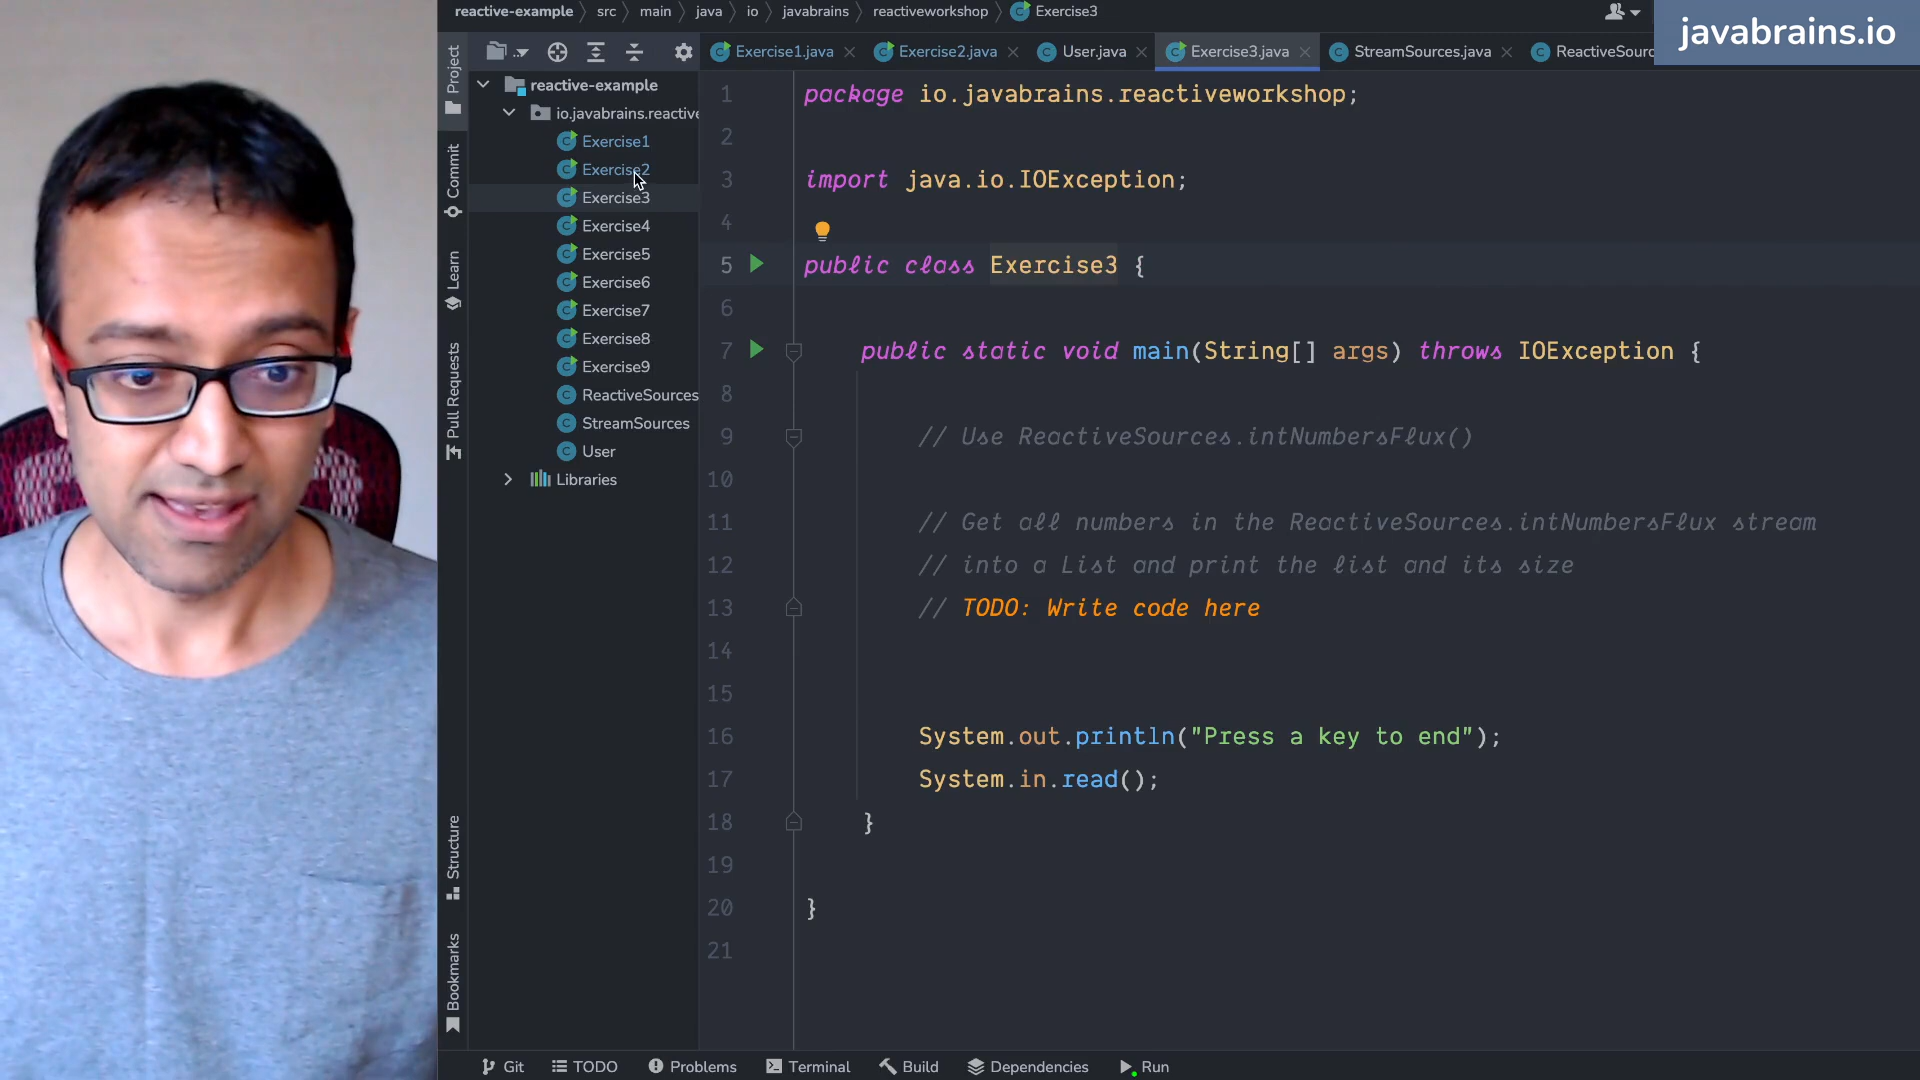 reactive-example
src
main
java
io
javabrains
reactiveworkshop
Exercise3
javabrains.io
Exercise1.java
Exercise2.java
User.java
Exercise3.java
StreamSources.java
ReactiveSourc
Project
Commit
Learn
Pull Requests
Structure
Bookmarks
reactive-example
io.javabrains.reactive
Exercise1
Exercise2
Exercise3
Exercise4
Exercise5
Exercise6
Exercise7
Exercise8
Exercise9
ReactiveSources
StreamSources
User
Libraries
1 package io.javabrains.reactiveworkshop;
2
3 import java.io.IOException;
4
5 public class Exercise3 {
6
7 public static void main(String[] args) throws IOException {
8
9 // Use ReactiveSources.intNumbersFlux()
10
11 // Get all numbers in the ReactiveSources.intNumbersFlux stream
12 // into a List and print the list and its size
13 // TODO: Write code here
14
15
16 System.out.println("Press a key to end");
17 System.in.read();
18 }
19
20 }
21
Git
TODO
Problems
Terminal
Build
Dependencies
Run